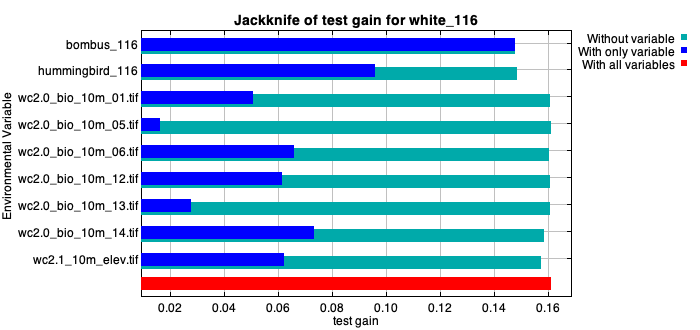 Jackknife of test gain for white_116
Without variable
With only variable
With all variables
Environmental Variable
bombus_116
hummingbird_116
wc2.0_bio_10m_01.tif
wc2.0_bio_10m_05.tif
wc2.0_bio_10m_06.tif
wc2.0_bio_10m_12.tif
wc2.0_bio_10m_13.tif
wc2.0_bio_10m_14.tif
wc2.1_10m_elev.tif
0.02 0.04 0.06 0.08 0.10 0.12 0.14 0.16
test gain